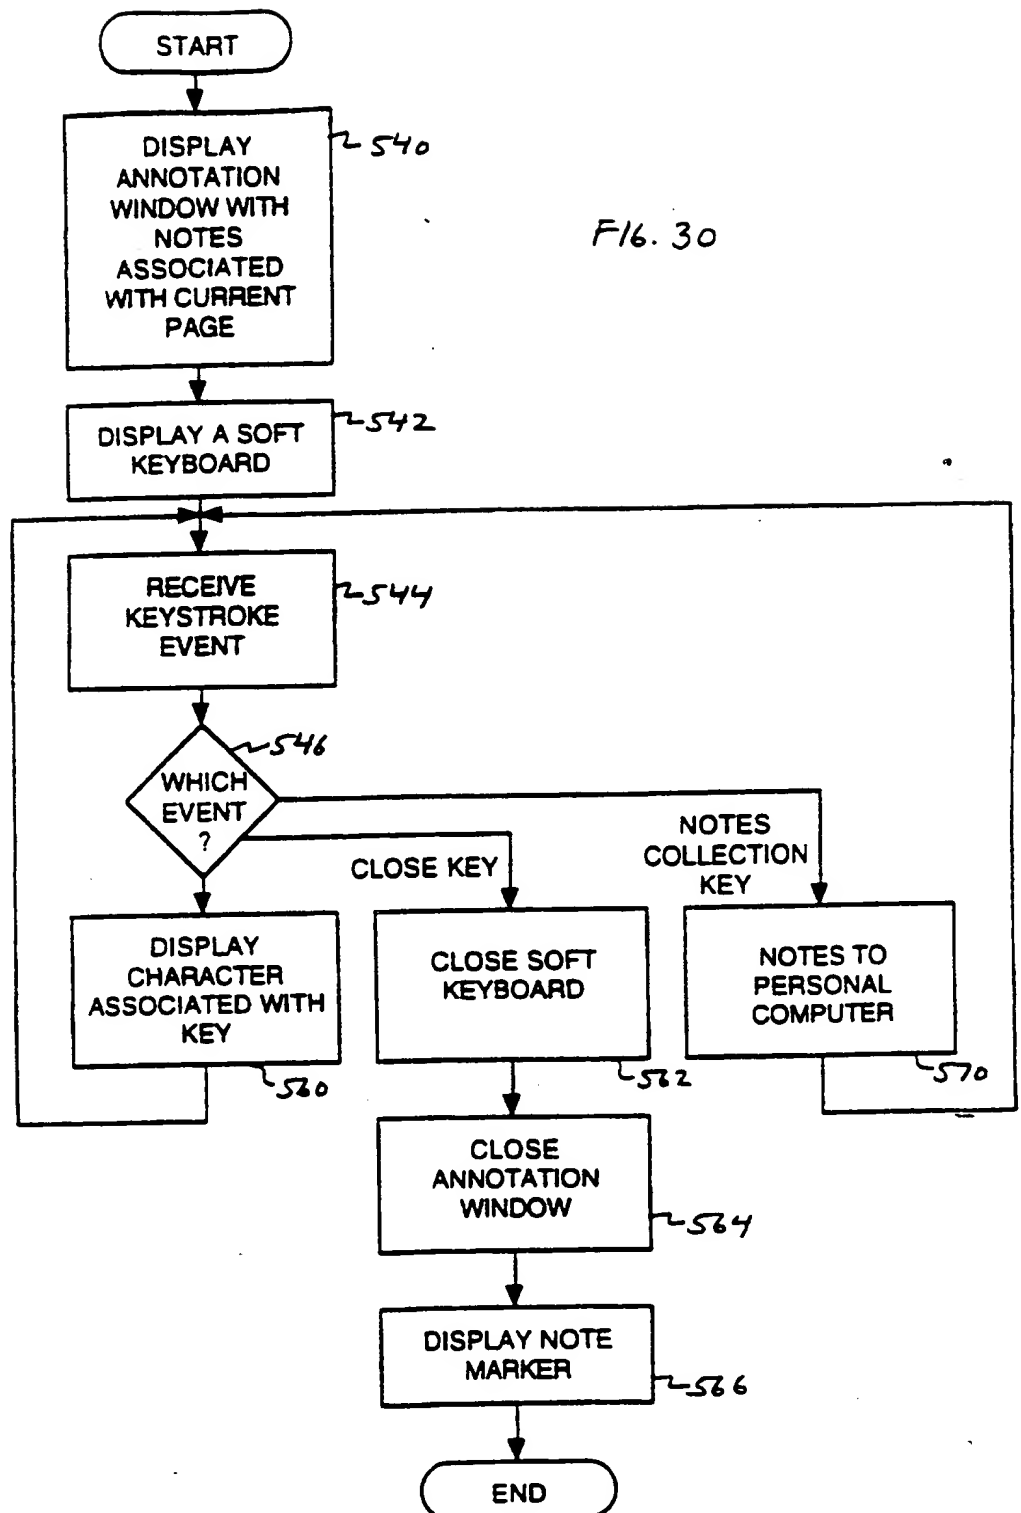 START
DISPLAY
ANNOTATION
WINDOW WITH
NOTES
ASSOCIATED
WITH CURRENT
PAGE
540
FIG. 30
DISPLAY A SOFT
KEYBOARD
542
RECEIVE
KEYSTROKE
EVENT
544
WHICH
EVENT
?
546
CLOSE KEY
NOTES
COLLECTION
KEY
DISPLAY
CHARACTER
ASSOCIATED WITH
KEY
560
CLOSE SOFT
KEYBOARD
562
NOTES TO
PERSONAL
COMPUTER
570
CLOSE
ANNOTATION
WINDOW
564
DISPLAY NOTE
MARKER
566
END